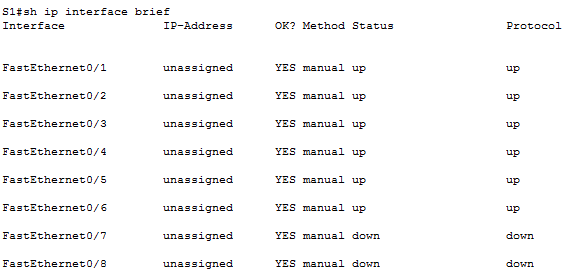 S1#sh ip interface brief
Interface              IP-Address      OK? Method Status                Protocol
FastEthernet0/1        unassigned      YES manual up                    up
FastEthernet0/2        unassigned      YES manual up                    up
FastEthernet0/3        unassigned      YES manual up                    up
FastEthernet0/4        unassigned      YES manual up                    up
FastEthernet0/5        unassigned      YES manual up                    up
FastEthernet0/6        unassigned      YES manual up                    up
FastEthernet0/7        unassigned      YES manual down                  down
FastEthernet0/8        unassigned      YES manual down                  down